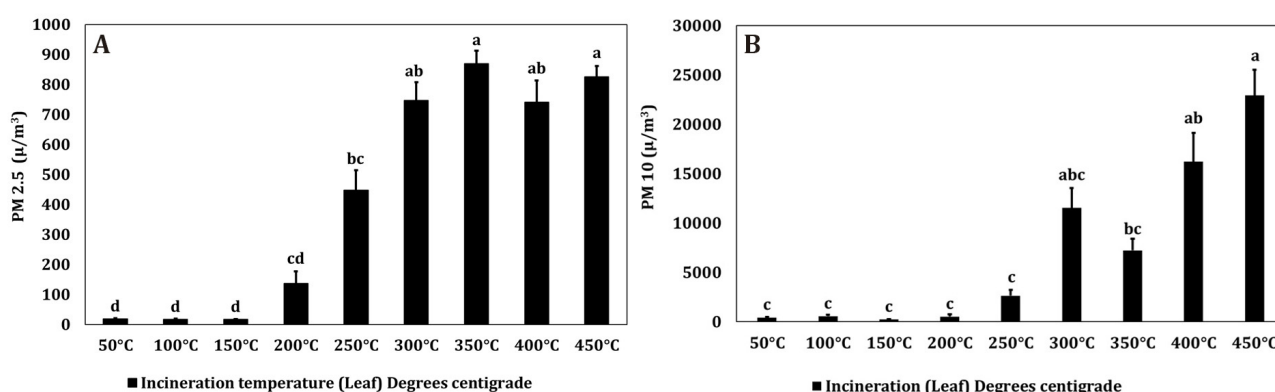 A
PM 2.5 (μ/m³)
1000
900
800
700
600
500
400
300
200
100
0
d d d cd bc ab a ab a
50°C 100°C 150°C 200°C 250°C 300°C 350°C 400°C 450°C
Incineration temperature (Leaf) Degrees centigrade
B
PM 10 (μ/m³)
30000
25000
20000
15000
10000
5000
0
c c c c c abc bc ab a
50°C 100°C 150°C 200°C 250°C 300°C 350°C 400°C 450°C
Incineration (Leaf) Degrees centigrade